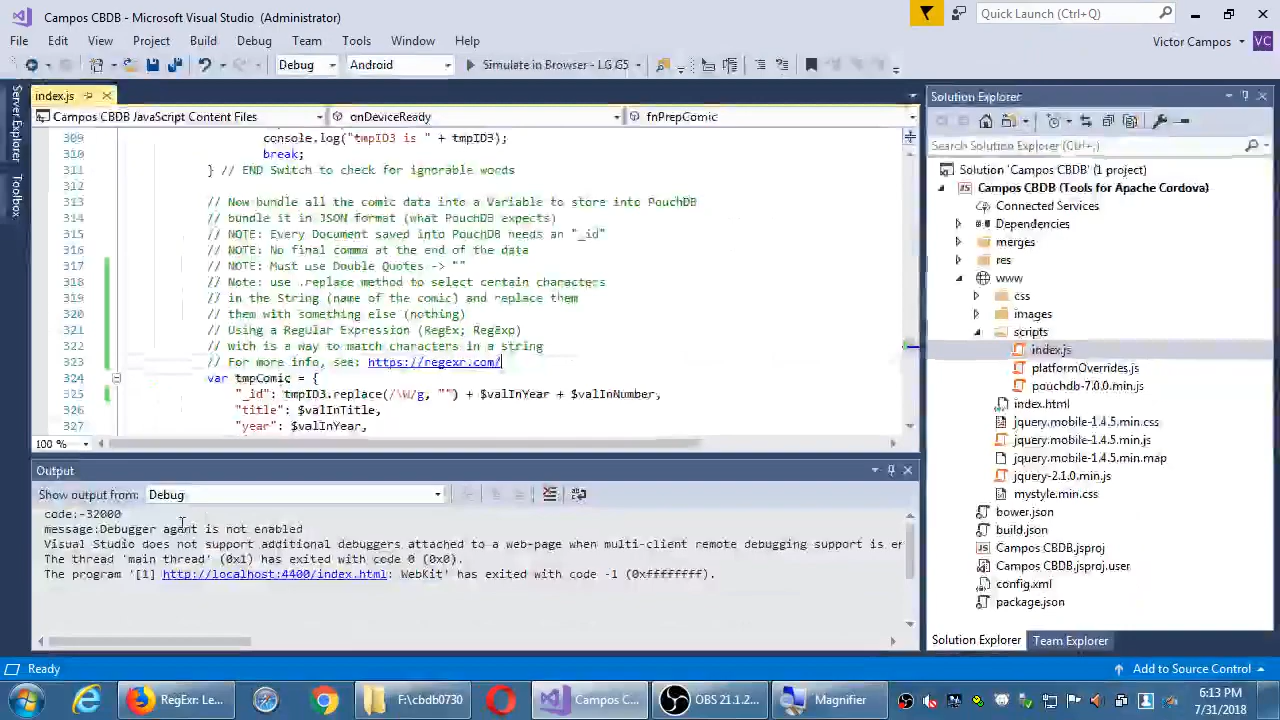 Campos CBDB - Microsoft Visual Studio (Administrator)
Quick Launch (Ctrl+Q)
File Edit View Project Build Debug Team Tools Window Help
Victor Campos
VC
Debug
Android
Simulate in Browser - LG G5
Server Explorer
Toolbox
index.js
Campos CBDB JavaScript Content Files
onDeviceReady
fnPrepComic
309 console.log("tmpID3 is " + tmpID3);
310 break;
311 } // END Switch to check for ignorable words
312
313 // Now bundle all the comic data into a Variable to store into PouchDB
314 // bundle it in JSON format (what PouchDB expects)
315 // NOTE: Every Document saved into PouchDB needs an "_id"
316 // NOTE: No final comma at the end of the data
317 // NOTE: Must use Double Quotes -> ""
318 // Note: use .replace method to select certain characters
319 // in the String (name of the comic) and replace them
320 // them with something else (nothing)
321 // Using a Regular Expression (RegEx; RegExp)
322 // with is a way to match characters in a string
323 // For more info, see: https://regexr.com/
324 var tmpComic = {
325 "_id": tmpID3.replace(/\W/g, "") + $valInYear + $valInNumber,
326 "title": $valInTitle,
327 "year": $valInYear,
100 %
Output
Show output from: Debug
code:-32000
message:Debugger agent is not enabled
Visual Studio does not support additional debuggers attached to a web-page when multi-client remote debugging support is en
The thread 'main thread' (0x1) has exited with code 0 (0x0).
The program '[1] http://localhost:4400/index.html: WebKit' has exited with code -1 (0xffffffff).
Solution Explorer
Search Solution Explorer (Ctrl+;)
Solution 'Campos CBDB' (1 project)
Campos CBDB (Tools for Apache Cordova)
Connected Services
Dependencies
merges
res
www
css
images
scripts
index.js
platformOverrides.js
pouchdb-7.0.0.min.js
index.html
jquery.mobile-1.4.5.min.css
jquery.mobile-1.4.5.min.js
jquery.mobile-1.4.5.min.map
jquery-2.1.0.min.js
mystyle.min.css
bower.json
build.json
Campos CBDB.jsproj
Campos CBDB.jsproj.user
config.xml
package.json
Solution Explorer Team Explorer
Ready
Add to Source Control
RegExr: Le...
F:\cbdb0730
Campos C...
OBS 21.1.2...
Magnifier
6:13 PM
7/31/2018